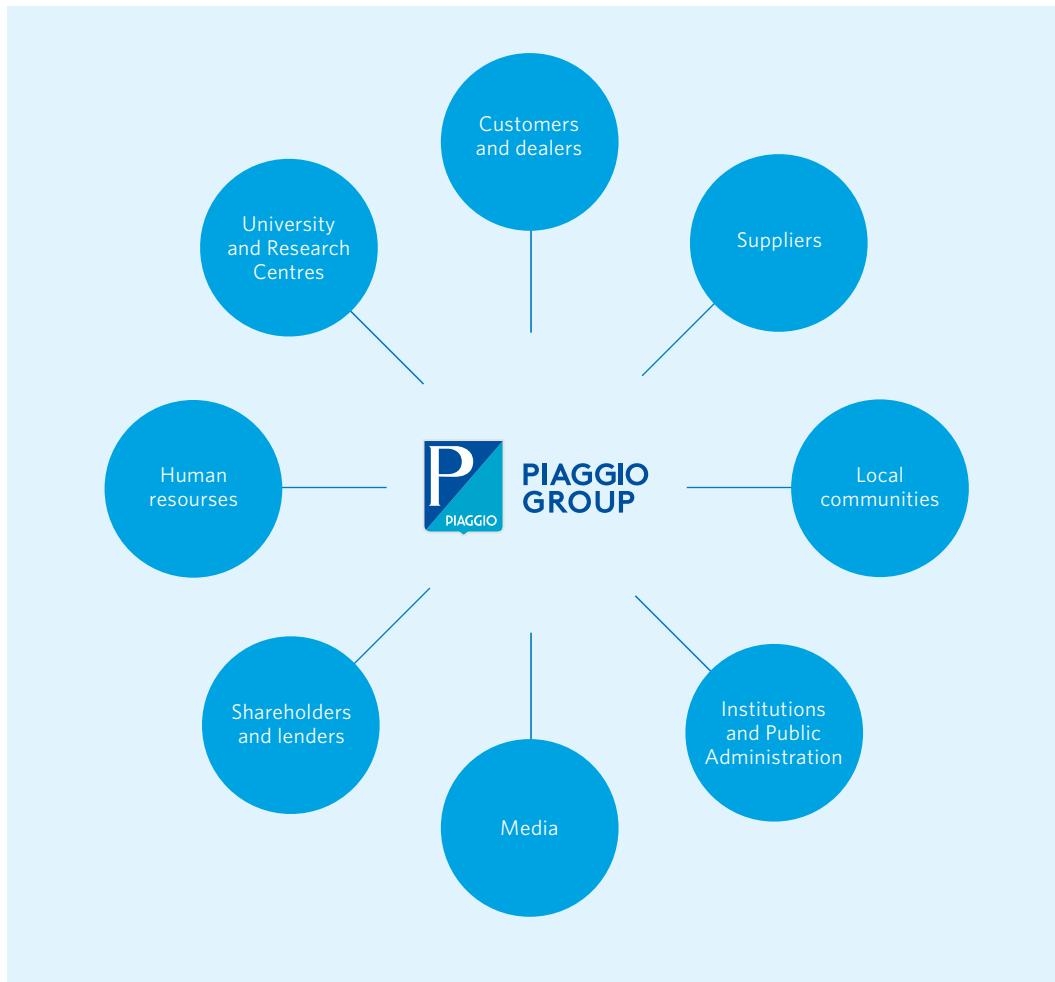 Customers
and dealers
Suppliers
Local
communities
Institutions
and Public
Administration
Media
Shareholders
and lenders
Human
resourses
University
and Research
Centres
P
PIAGGIO
PIAGGIO
GROUP